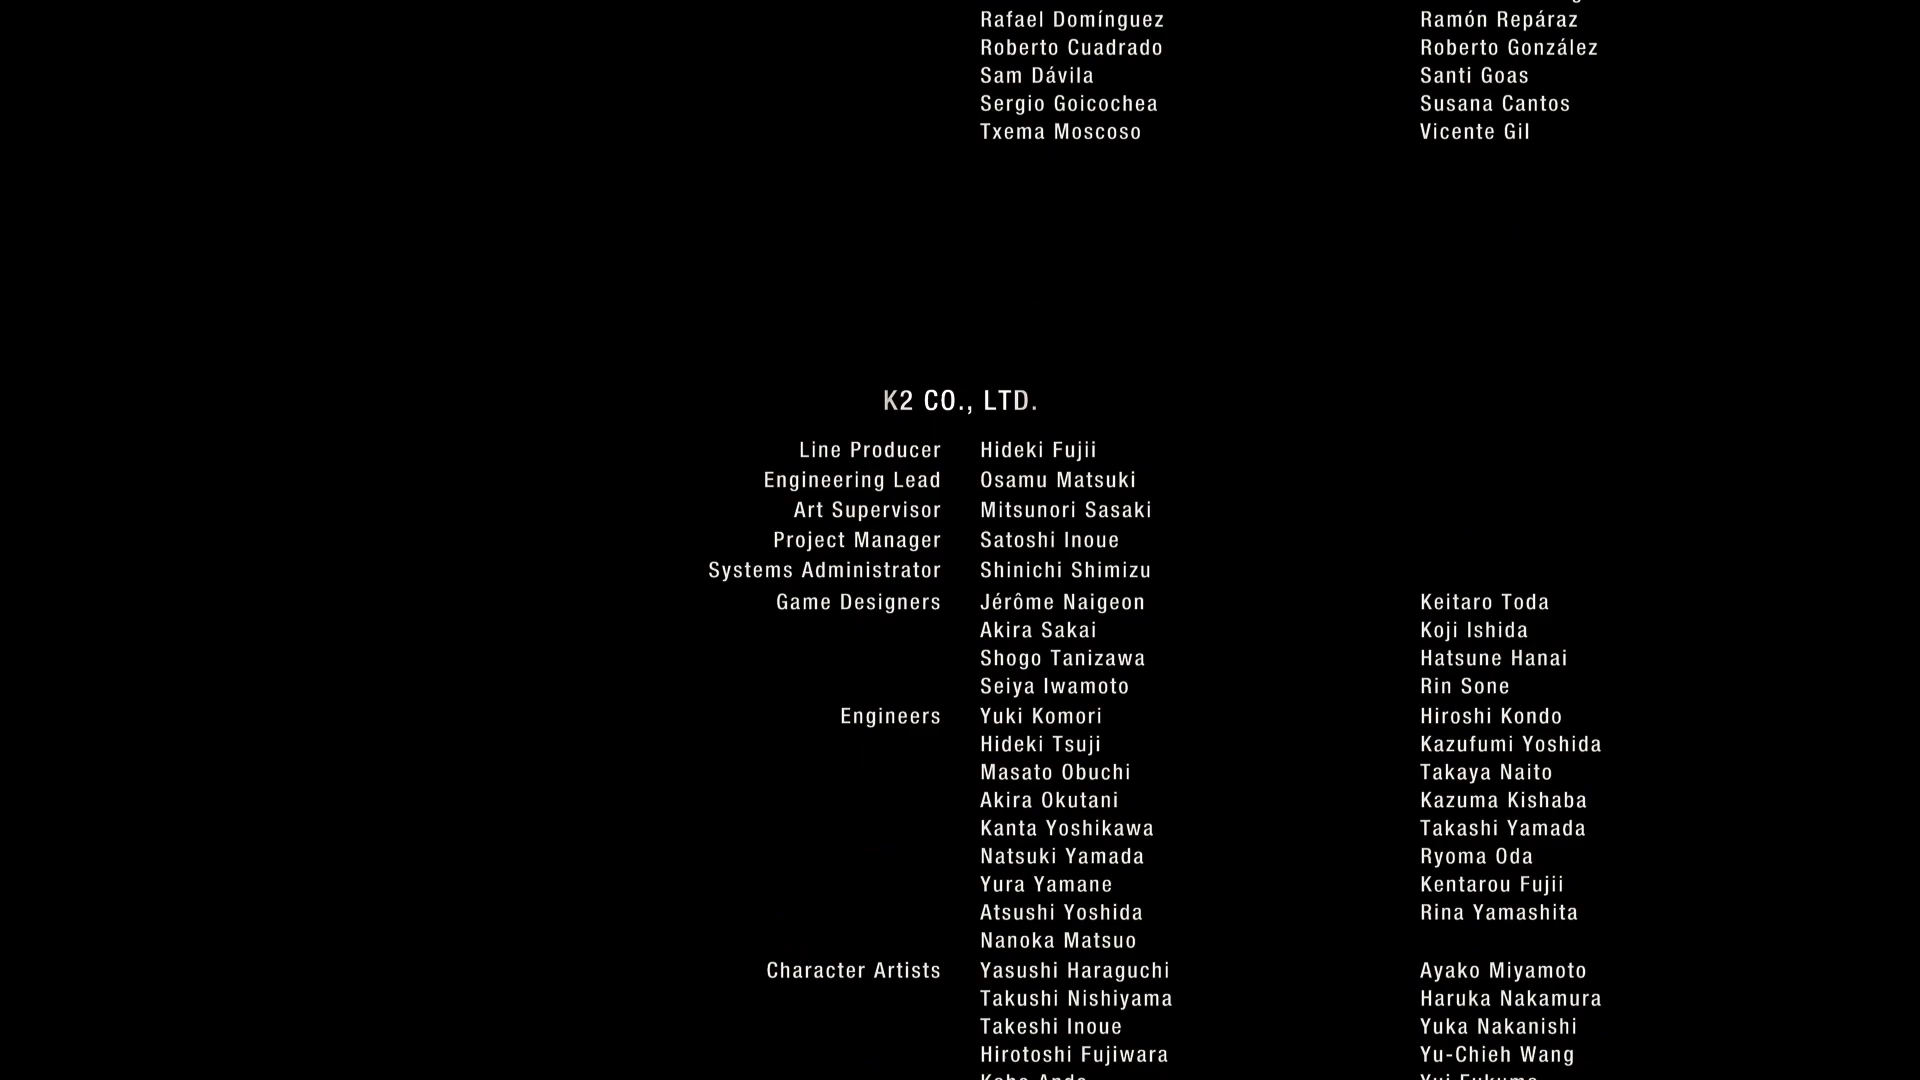 Rafael Domínguez Ramón Repáraz
Roberto Cuadrado Roberto González
Sam Dávila Santi Goas
Sergio Goicochea Susana Cantos
Txema Moscoso Vicente Gil
K2 CO., LTD.
Line Producer Hideki Fujii
Engineering Lead Osamu Matsuki
Art Supervisor Mitsunori Sasaki
Project Manager Satoshi Inoue
Systems Administrator Shinichi Shimizu
Game Designers Jérôme Naigeon Keitaro Toda
Akira Sakai Koji Ishida
Shogo Tanizawa Hatsune Hanai
Seiya Iwamoto Rin Sone
Engineers Yuki Komori Hiroshi Kondo
Hideki Tsuji Kazufumi Yoshida
Masato Obuchi Takaya Naito
Akira Okutani Kazuma Kishaba
Kanta Yoshikawa Takashi Yamada
Natsuki Yamada Ryoma Oda
Yura Yamane Kentarou Fujii
Atsushi Yoshida Rina Yamashita
Nanoka Matsuo
Character Artists Yasushi Haraguchi Ayako Miyamoto
Takushi Nishiyama Haruka Nakamura
Takeshi Inoue Yuka Nakanishi
Hirotoshi Fujiwara Yu-Chieh Wang